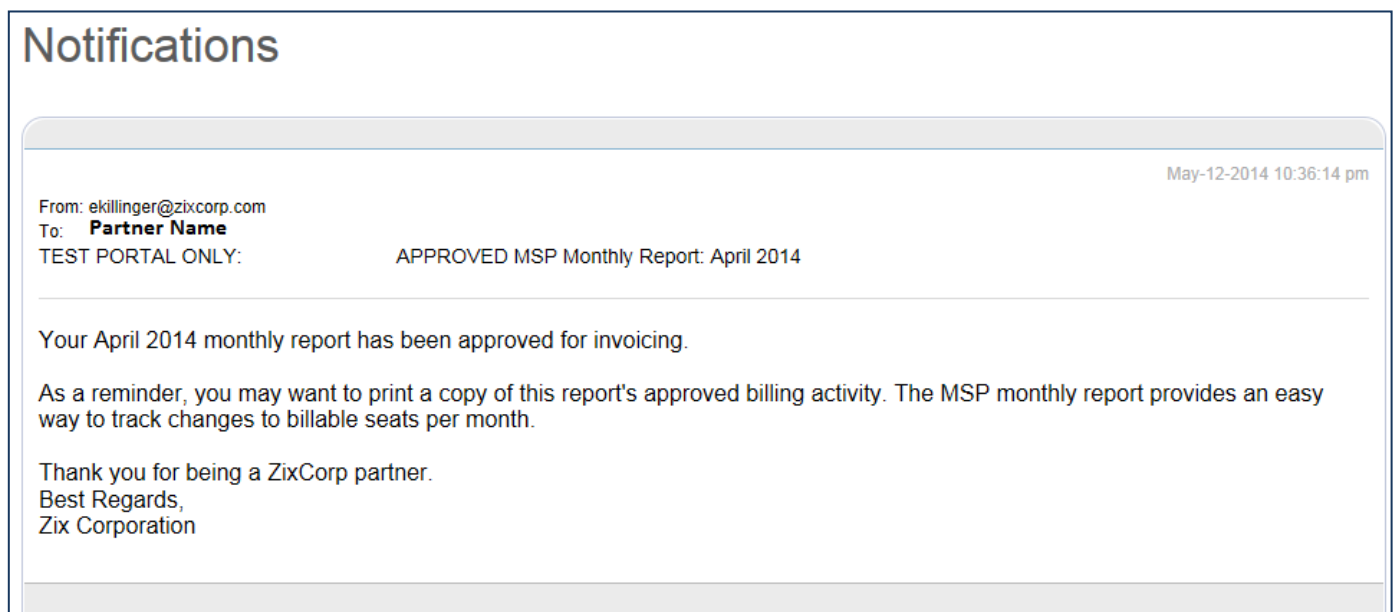 Notifications
May-12-2014 10:36:14 pm
From: ekillinger@zixcorp.com
To: Partner Name
TEST PORTAL ONLY: APPROVED MSP Monthly Report: April 2014
Your April 2014 monthly report has been approved for invoicing.
As a reminder, you may want to print a copy of this report's approved billing activity. The MSP monthly report provides an easy
way to track changes to billable seats per month.
Thank you for being a ZixCorp partner.
Best Regards,
Zix Corporation